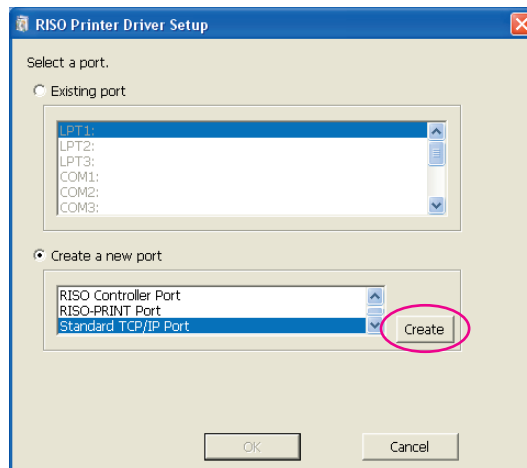 RISO Printer Driver Setup
Select a port.
Existing port
LPT1:
LPT2:
LPT3:
COM1:
COM2:
COM3:
Create a new port
RISO Controller Port
RISO-PRINT Port
Standard TCP/IP Port
Create
OK
Cancel